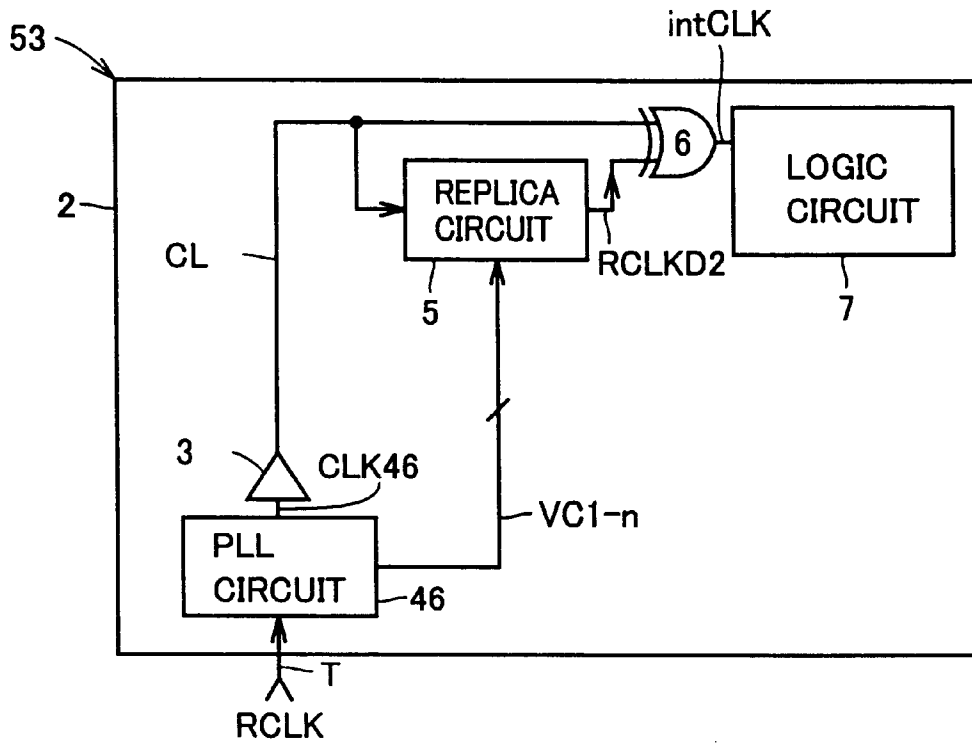 intCLK
53
6
LOGIC
CIRCUIT
REPLICA
CIRCUIT
2
CL
RCLKD2
5
7
3
CLK46
VC1-n
PLL
CIRCUIT
46
T
RCLK